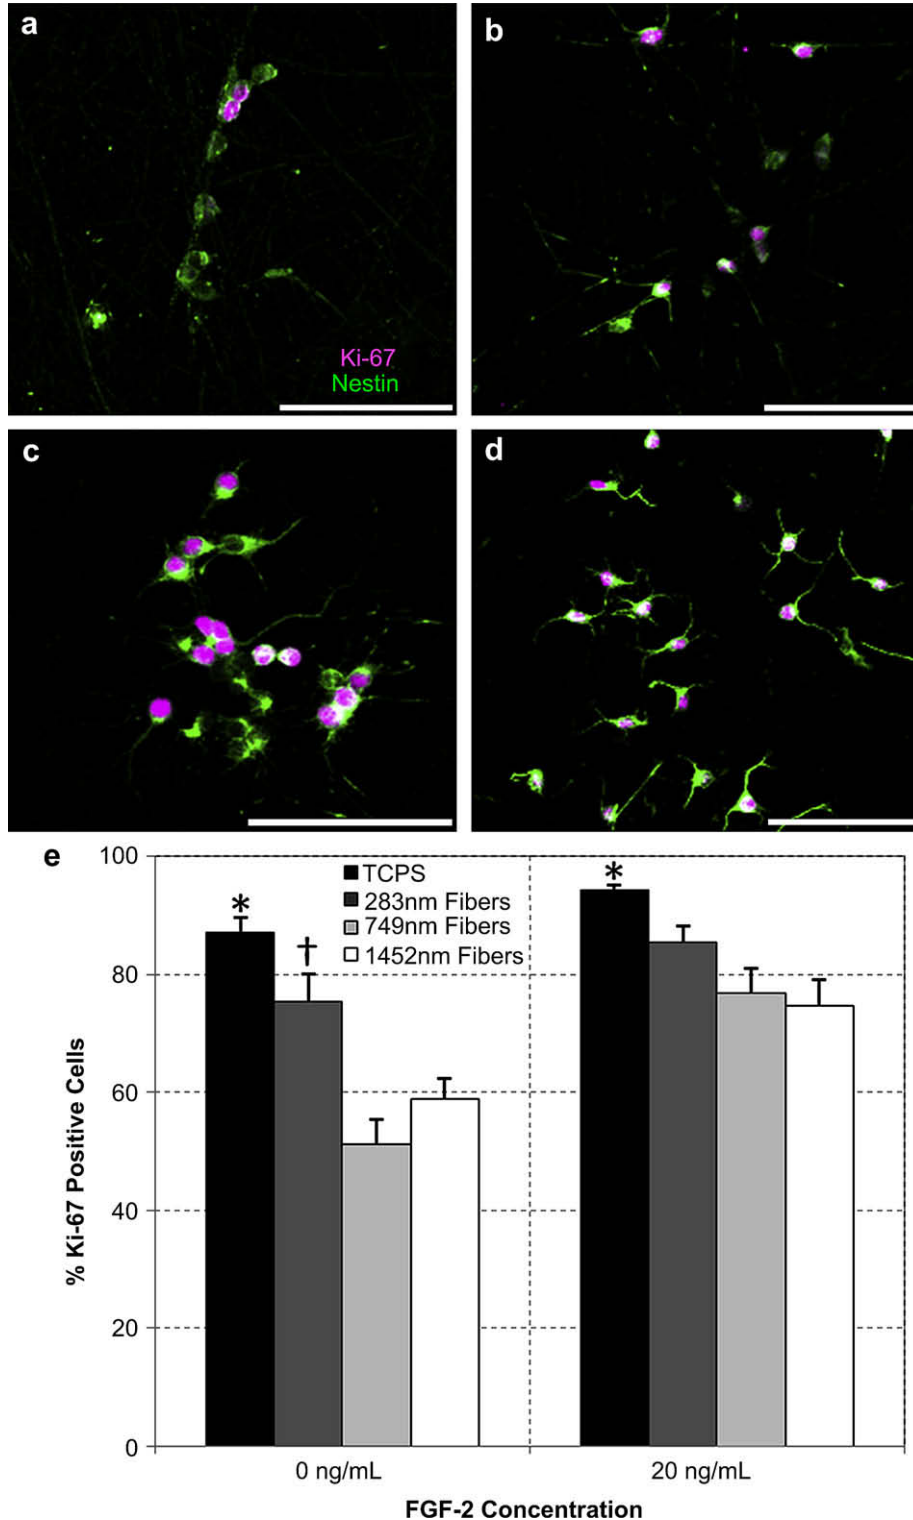 a
b
Ki-67
Nestin
c
d
e
100
80
60
40
20
0
% Ki-67 Positive Cells
*
†
*
TCPS
283nm Fibers
749nm Fibers
1452nm Fibers
0 ng/mL
20 ng/mL
FGF-2 Concentration